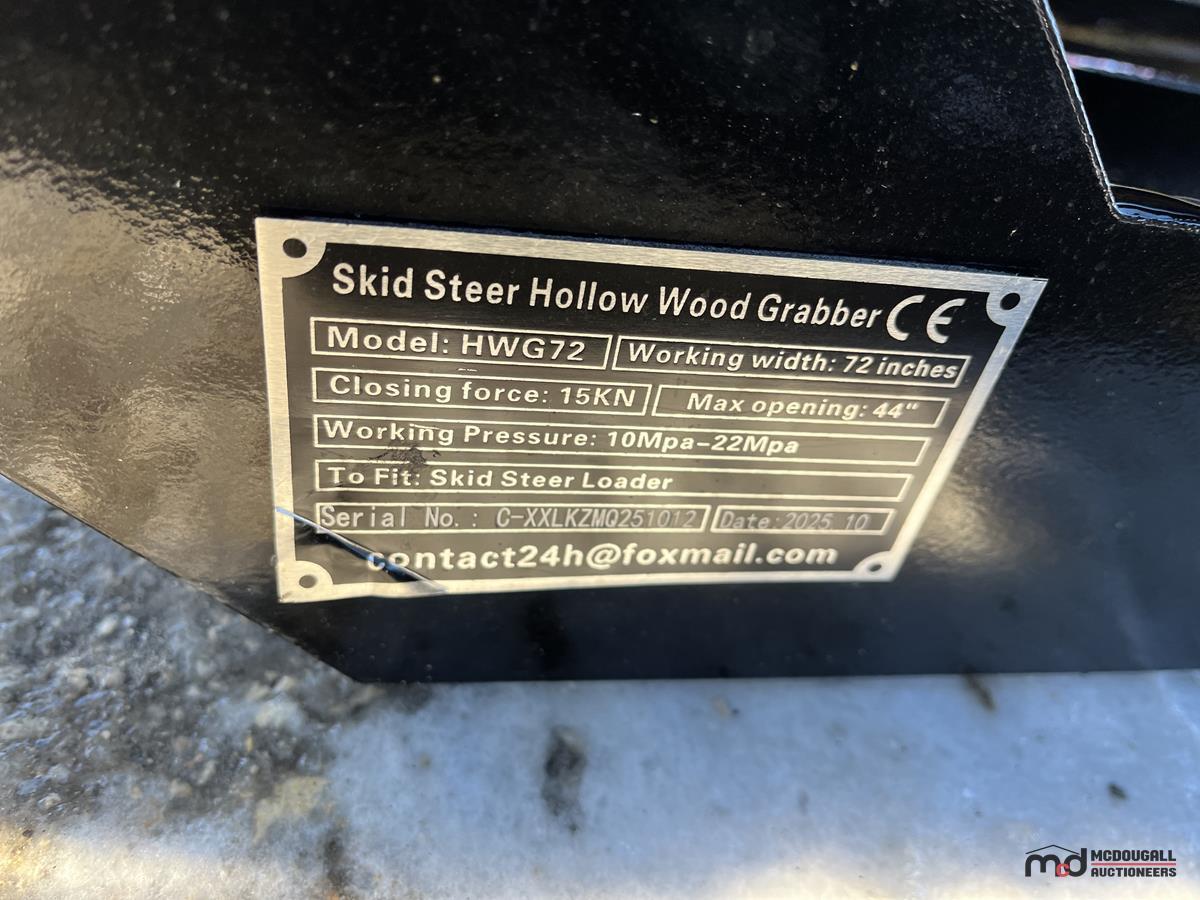 Skid Steer Hollow Wood Grabber CE
Model: HWG72 Working width: 72 inches
Closing force: 15KN Max opening: 44"
Working Pressure: 10Mpa-22Mpa
To Fit: Skid Steer Loader
Serial No.: C-XXLKZMQ251012 Date: 2025.10
contact24h@foxmail.com
mcd MCDOUGALL
AUCTIONEERS